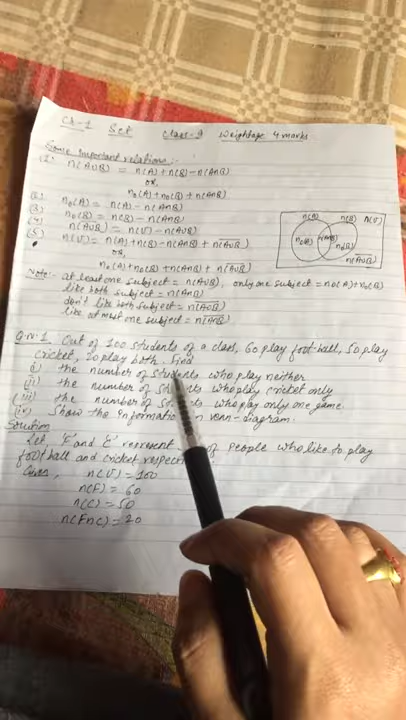 Ch-1 Set Class-9 Weightage 4 marks
Some Important relations:-
(1) n(A∪B) = n(A) + n(B) - n(A∩B)
or,
n₀(A) + n₀(B) + n(A∩B)
(2) n₀(A) = n(A) - n(A∩B)
(3) n₀(B) = n(B) - n(A∩B)
(4) n(A̅∪̅B̅) = n(U) - n(A∪B)
(5) n(U) = n(A) + n(B) - n(A∩B) + n(A̅∪̅B̅)
or,
n₀(A) + n₀(B) + n(A∩B) + n(A̅∪̅B̅)
n(A) n(B) n(U)
n₀(A) n(A∩B) n₀(B)
n(A̅∪̅B̅)
Note:- at least one subject = n(A∪B), only one subject = n₀(A) + n₀(B)
like both subject = n(A∩B)
don't like both subject = n(A̅∪̅B̅)
like at most one subject = n(A̅∩̅B̅)
Q.N.1 Out of 100 students of a class, 60 play foot-ball, 50 play
cricket, 20 play both. Find
(i) the number of students who play neither
(ii) the number of who play cricket only
(iii) the number of who play only one game.
(iv) Show the information in venn-diagram.
Solution
Let 'F' and 'C' represent of people who like to play
foot ball and cricket
Given, n(U) = 100
n(F) = 60
n(C) = 50
n(F∩C) = 20